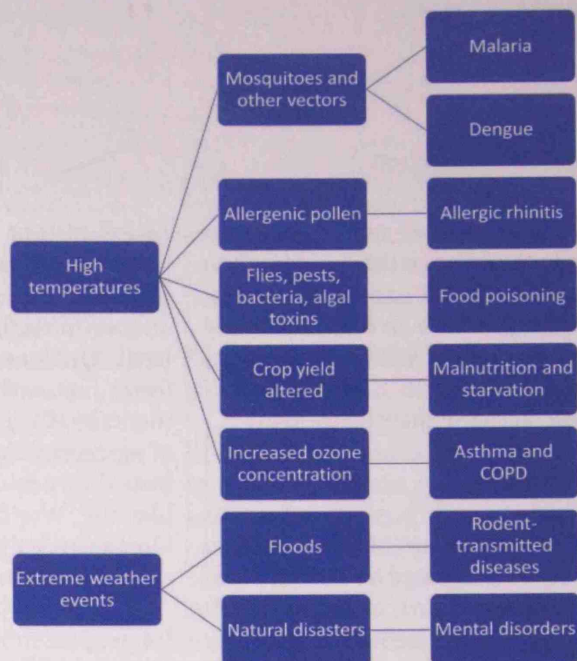 Malaria
Mosquitoes and
other vectors
Dengue
Allergenic pollen
Allergic rhinitis
High
temperatures
Flies, pests,
bacteria, algal
toxins
Food poisoning
Crop yield
altered
Malnutrition and
starvation
Increased ozone
concentration
Asthma and
COPD
Floods
Rodent-
transmitted
diseases
Extreme weather
events
Natural disasters
Mental disorders